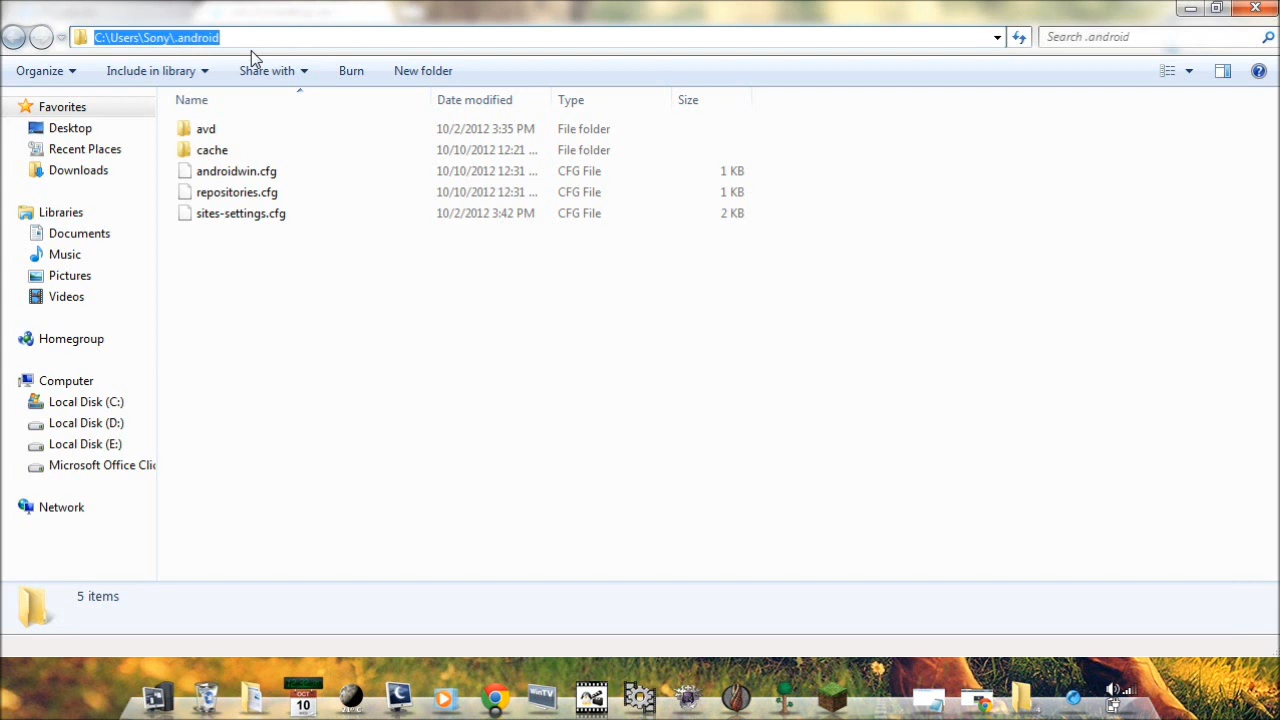 C:\Users\Sony\.android
Search .android
Organize
Include in library
Share with
Burn
New folder
Name
Date modified
Type
Size
Favorites
Desktop
Recent Places
Downloads
Libraries
Documents
Music
Pictures
Videos
Homegroup
Computer
Local Disk (C:)
Local Disk (D:)
Local Disk (E:)
Microsoft Office Clic
Network
avd 10/2/2012 3:35 PM File folder
cache 10/10/2012 12:21 ... File folder
androidwin.cfg 10/10/2012 12:31 ... CFG File 1 KB
repositories.cfg 10/10/2012 12:31 ... CFG File 1 KB
sites-settings.cfg 10/2/2012 3:42 PM CFG File 2 KB
5 items
OCT
10
WinTV